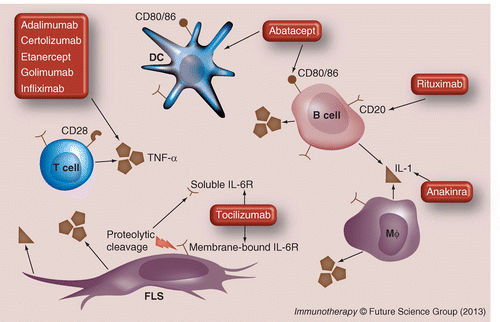 Adalimumab
Certolizumab
Etanercept
Golimumab
Infliximab
CD80/86
DC
Abatacept
CD80/86
Rituximab
B cell
CD20
CD28
T cell
TNF-α
IL-1
Anakinra
Soluble IL-6R
Tocilizumab
Proteolytic
cleavage
Membrane-bound IL-6R
Mϕ
FLS
Immunotherapy © Future Science Group (2013)